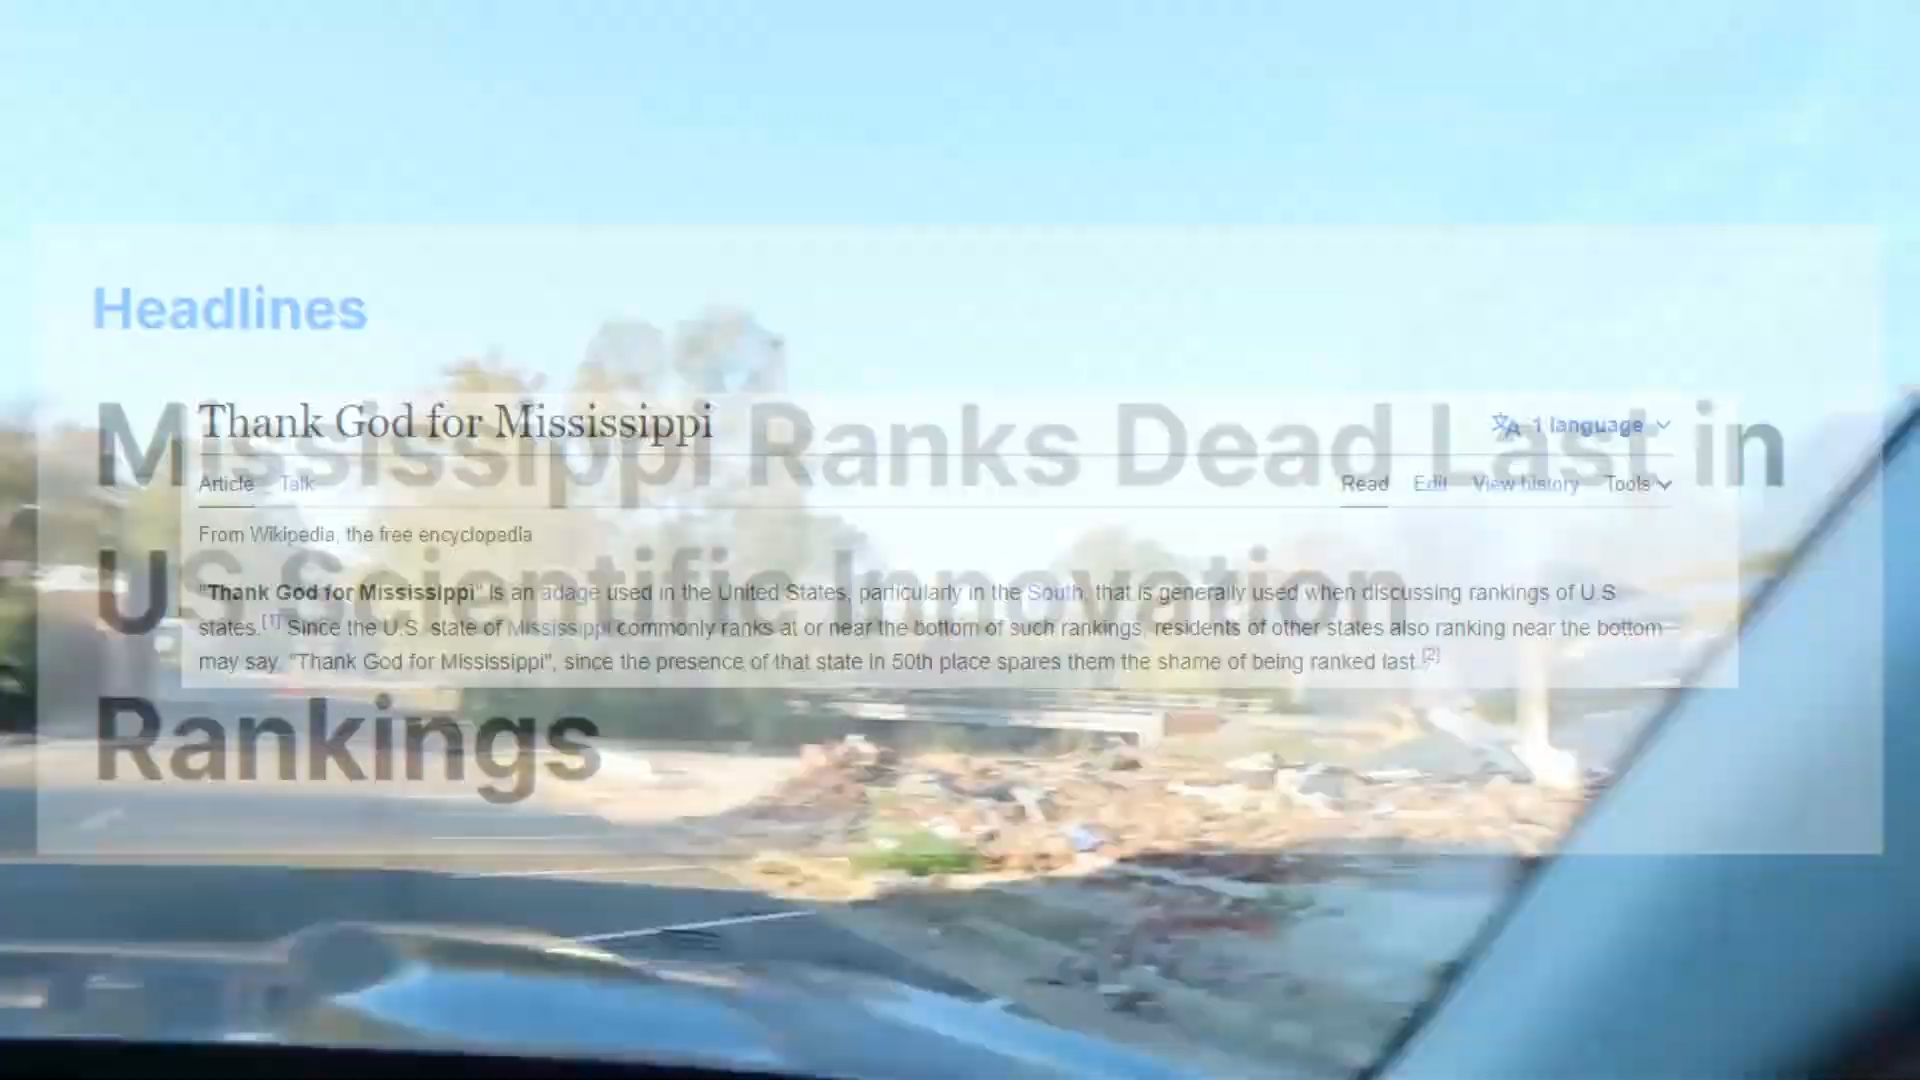 Headlines
Mississippi Ranks Dead Last in
US Scientific Innovation
Rankings
Thank God for Mississippi
1 language
Article Talk
Read Edit View history Tools
From Wikipedia, the free encyclopedia
"Thank God for Mississippi" is an adage used in the United States, particularly in the South, that is generally used when discussing rankings of U.S.
states.[1] Since the U.S. state of Mississippi commonly ranks at or near the bottom of such rankings, residents of other states also ranking near the bottom
may say, "Thank God for Mississippi", since the presence of that state in 50th place spares them the shame of being ranked last.[2]